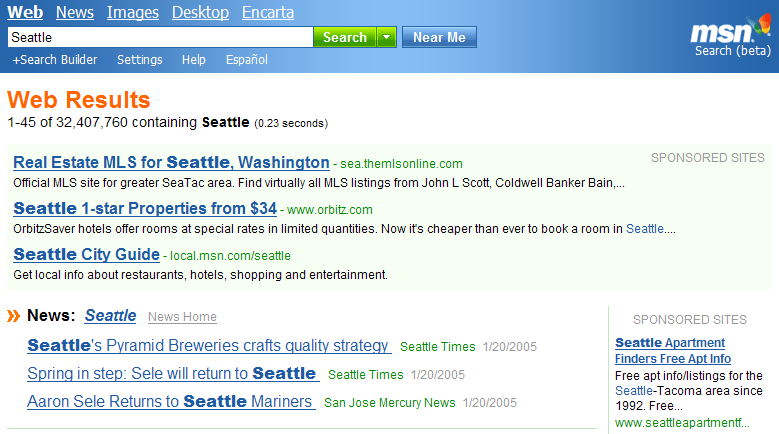 Web News Images Desktop Encarta
Seattle Search Near Me
msn
Search (beta)
+Search Builder Settings Help Español
Web Results
1-45 of 32,407,760 containing Seattle (0.23 seconds)
SPONSORED SITES
Real Estate MLS for Seattle, Washington - sea.themlsonline.com
Official MLS site for greater SeaTac area. Find virtually all MLS listings from John L Scott, Coldwell Banker Bain,...
Seattle 1-star Properties from $34 - www.orbitz.com
OrbitzSaver hotels offer rooms at special rates in limited quantities. Now it's cheaper than ever to book a room in Seattle....
Seattle City Guide - local.msn.com/seattle
Get local info about restaurants, hotels, shopping and entertainment.
News: Seattle News Home
Seattle's Pyramid Breweries crafts quality strategy Seattle Times 1/20/2005
Spring in step: Sele will return to Seattle Seattle Times 1/20/2005
Aaron Sele Returns to Seattle Mariners San Jose Mercury News 1/20/2005
SPONSORED SITES
Seattle Apartment
Finders Free Apt Info
Free apt info/listings for the
Seattle-Tacoma area since
1992. Free...
www.seattleapartmentf...